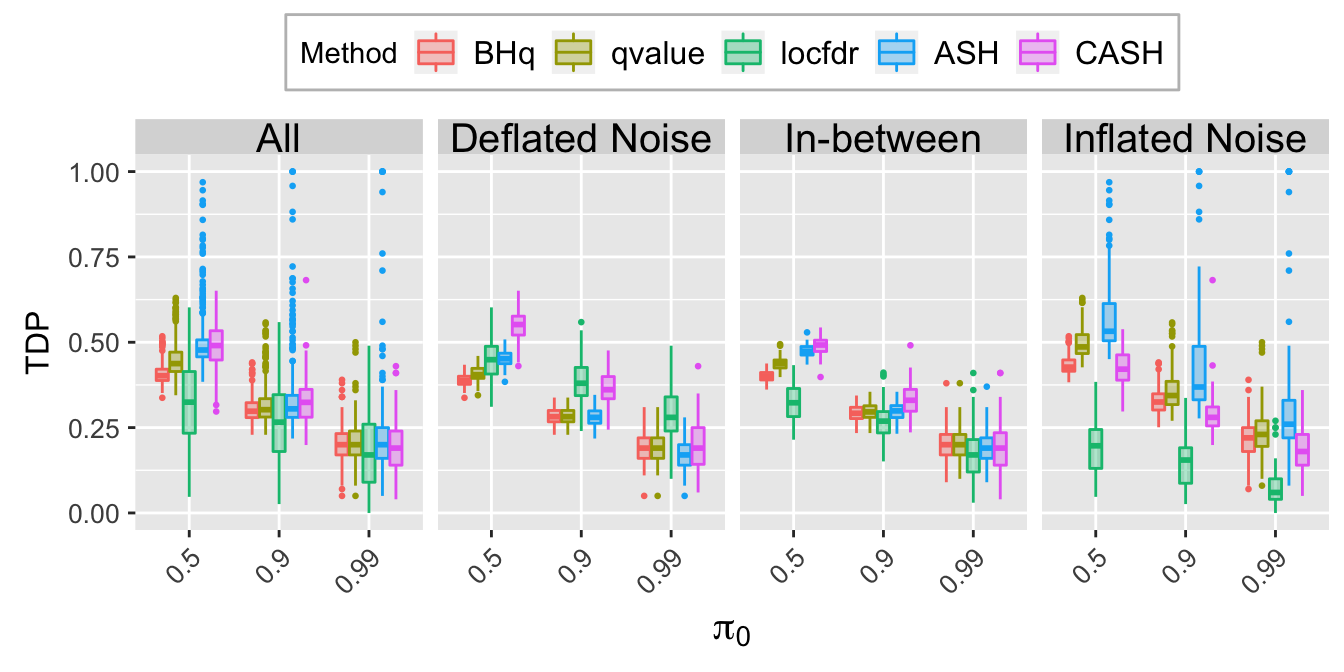 Method BHq qvalue locfdr ASH CASH
All Deflated Noise In-between Inflated Noise
1.00
0.75
0.50
0.25
0.00
TDP
0.5 0.9 0.99 0.5 0.9 0.99 0.5 0.9 0.99 0.5 0.9 0.99
π₀